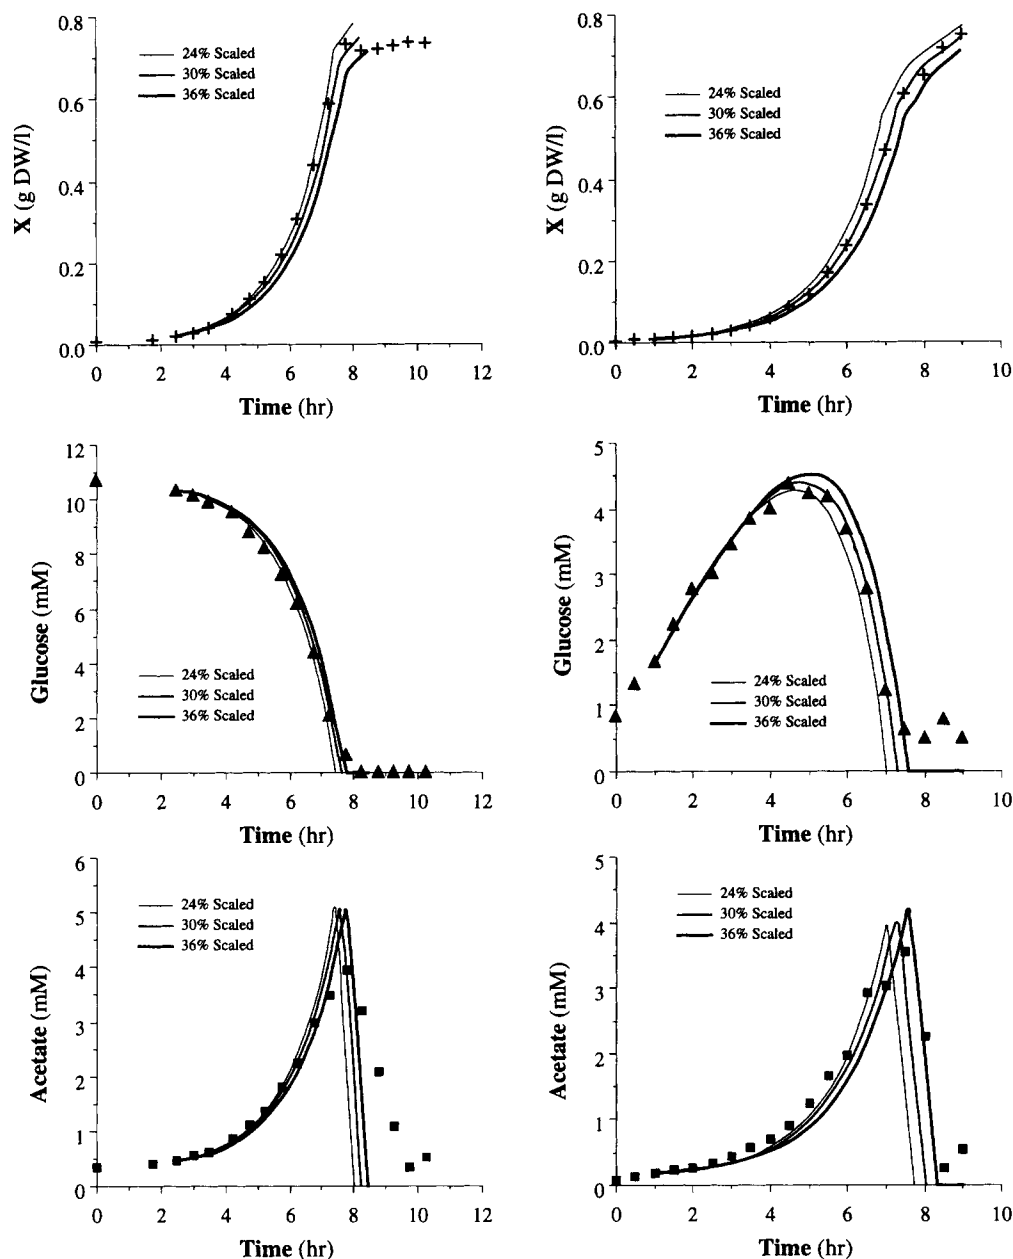 0.8
0.6
0.4
0.2
0.0
X (g DW/l)
24% Scaled
30% Scaled
36% Scaled
0 2 4 6 8 10 12
Time (hr)
0.8
0.6
0.4
0.2
0.0
X (g DW/l)
24% Scaled
30% Scaled
36% Scaled
0 2 4 6 8 10
Time (hr)
12
10
8
6
4
2
0
Glucose (mM)
24% Scaled
30% Scaled
36% Scaled
0 2 4 6 8 10 12
Time (hr)
5
4
3
2
1
0
Glucose (mM)
24% Scaled
30% Scaled
36% Scaled
0 2 4 6 8 10
Time (hr)
6
5
4
3
2
1
0
Acetate (mM)
24% Scaled
30% Scaled
36% Scaled
0 2 4 6 8 10 12
Time (hr)
5
4
3
2
1
0
Acetate (mM)
24% Scaled
30% Scaled
36% Scaled
0 2 4 6 8 10
Time (hr)